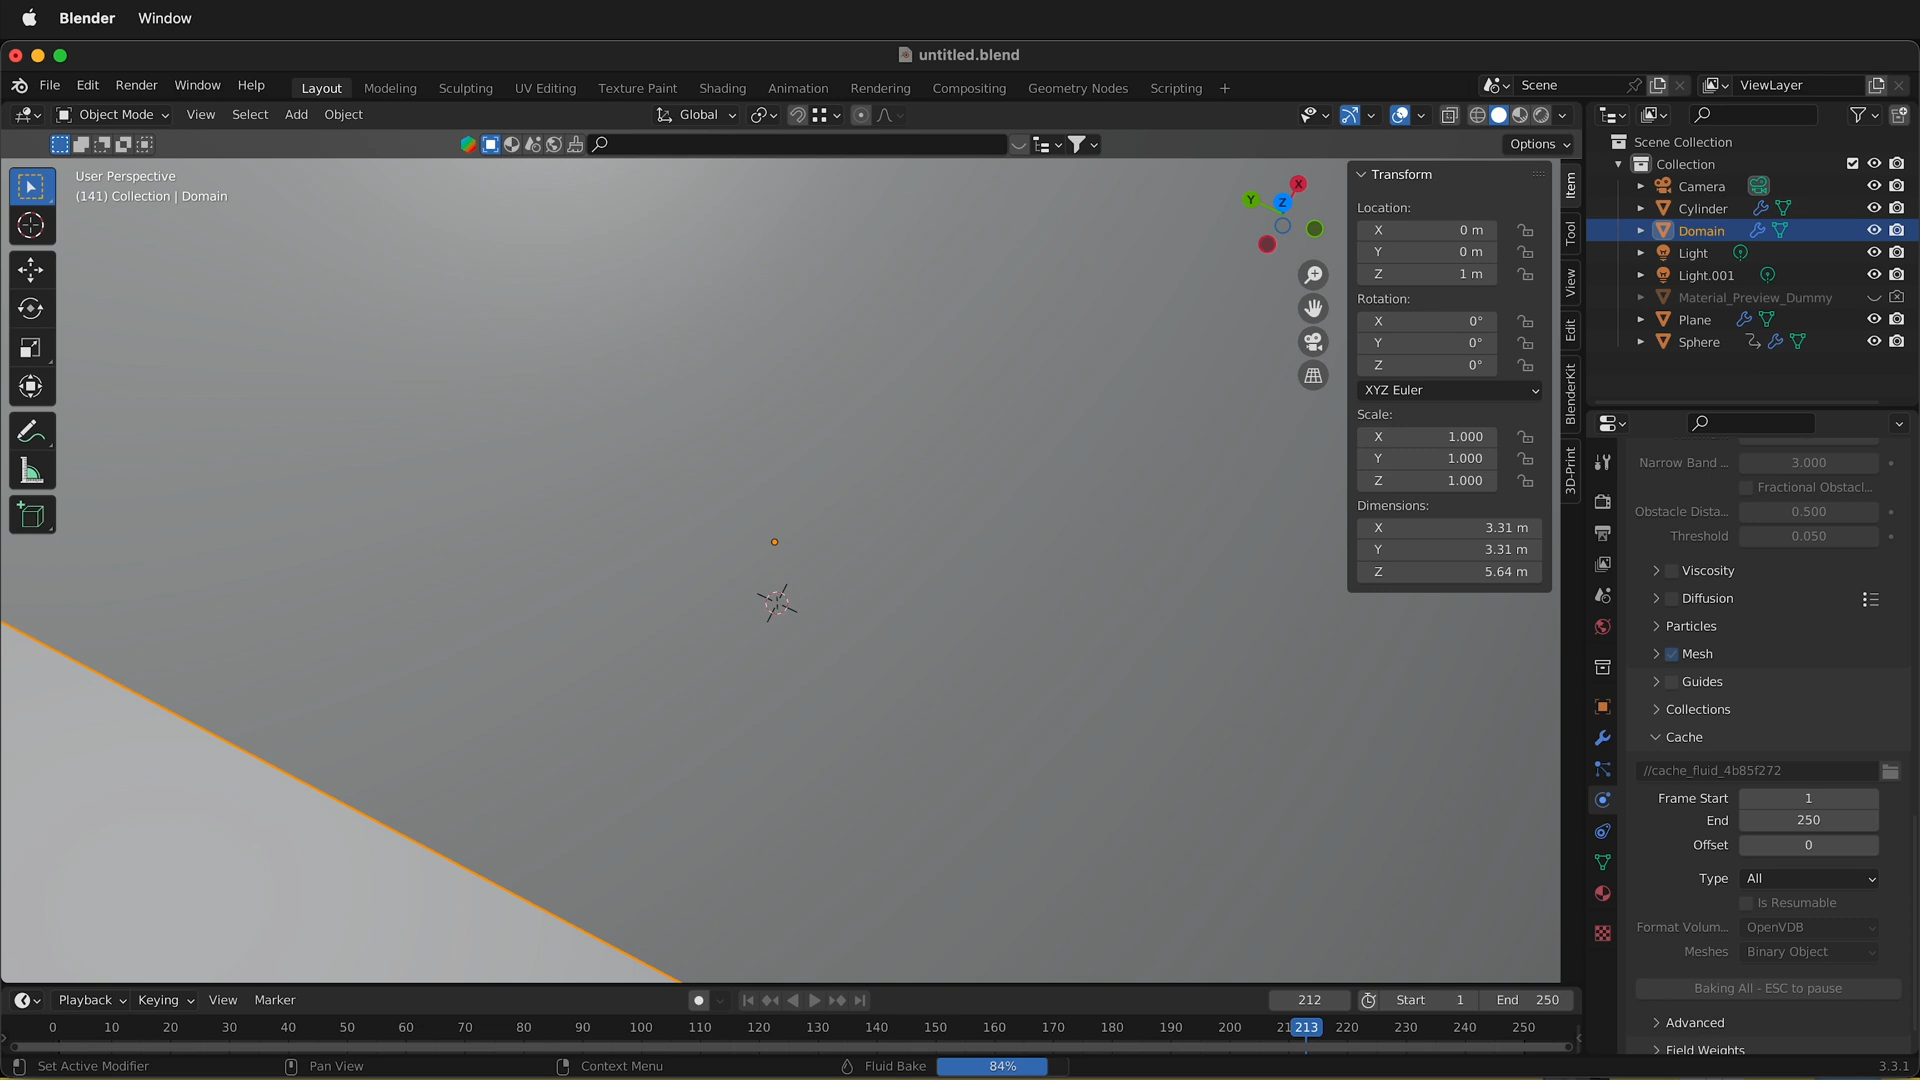 Blender Window
untitled.blend
File Edit Render Window Help Layout Modeling Sculpting UV Editing Texture Paint Shading Animation Rendering Compositing Geometry Nodes Scripting + Scene ViewLayer
Object Mode View Select Add Object Global
Options
User Perspective
(141) Collection | Domain
X
Y
Z
Transform
Location:
X 0 m
Y 0 m
Z 1 m
Rotation:
X 0°
Y 0°
Z 0°
XYZ Euler
Scale:
X 1.000
Y 1.000
Z 1.000
Dimensions:
X 3.31 m
Y 3.31 m
Z 5.64 m
Item
Tool
View
Edit
BlenderKit
3D-Print
Scene Collection
Collection
Camera
Cylinder
Domain
Light
Light.001
Material_Preview_Dummy
Plane
Sphere
Narrow Band ... 3.000
Fractional Obstacl...
Obstacle Dista... 0.500
Threshold 0.050
Viscosity
Diffusion
Particles
Mesh
Guides
Collections
Cache
//cache_fluid_4b85f272
Frame Start 1
End 250
Offset 0
Type All
Is Resumable
Format Volum... OpenVDB
Meshes Binary Object
Baking All - ESC to pause
Advanced
Field Weights
Playback Keying View Marker 212 Start 1 End 250
0 10 20 30 40 50 60 70 80 90 100 110 120 130 140 150 160 170 180 190 200 21 213 220 230 240 250
Set Active Modifier Pan View Context Menu Fluid Bake 84% 3.3.1